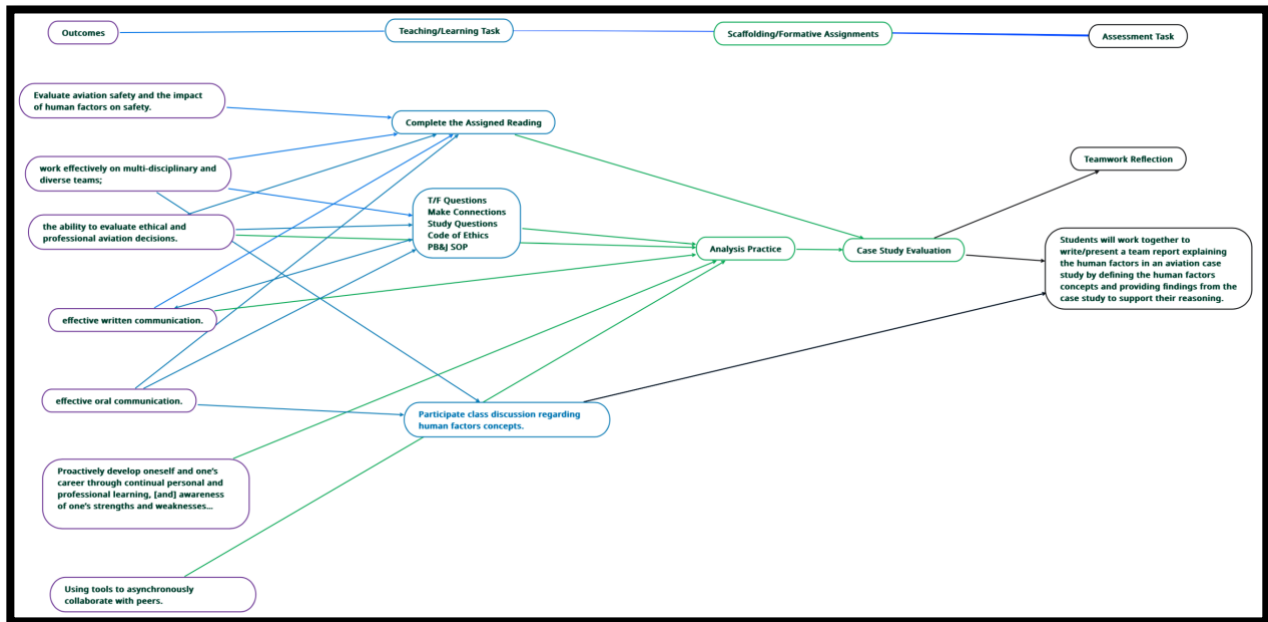 Outcomes
Teaching/Learning Task
Scaffolding/Formative Assignments
Assessment Task
Evaluate aviation safety and the impact
of human factors on safety.
Complete the Assigned Reading
work effectively on multi-disciplinary and
diverse teams;
Teamwork Reflection
the ability to evaluate ethical and
professional aviation decisions.
T/F Questions
Make Connections
Study Questions
Code of Ethics
PB&J SOP
Analysis Practice
Case Study Evaluation
Students will work together to
write/present a team report explaining
the human factors in an aviation case
study by defining the human factors
concepts and providing findings from the
case study to support their reasoning.
effective written communication.
effective oral communication.
Participate class discussion regarding
human factors concepts.
Proactively develop oneself and one's
career through continual personal and
professional learning, [and] awareness
of one's strengths and weaknesses...
Using tools to asynchronously
collaborate with peers.